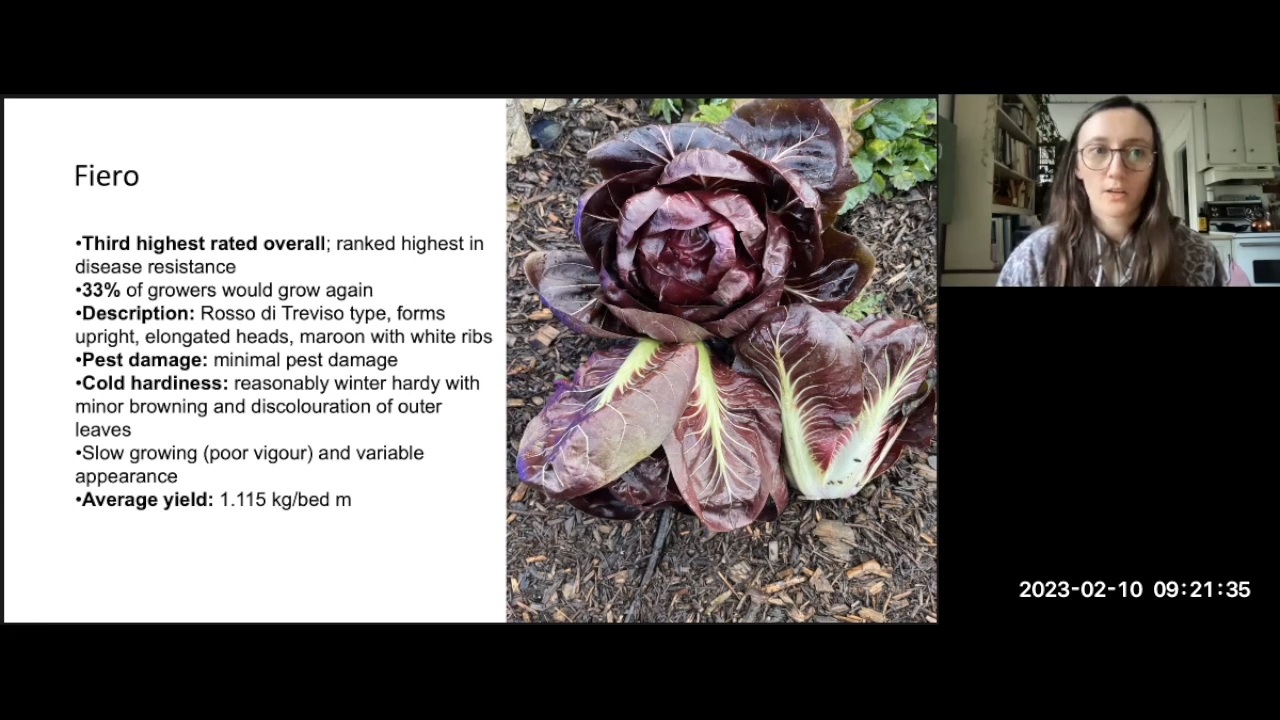 Fiero
•Third highest rated overall; ranked highest in
disease resistance
•33% of growers would grow again
•Description: Rosso di Treviso type, forms
upright, elongated heads, maroon with white ribs
•Pest damage: minimal pest damage
•Cold hardiness: reasonably winter hardy with
minor browning and discolouration of outer
leaves
•Slow growing (poor vigour) and variable
appearance
•Average yield: 1.115 kg/bed m
2023-02-10 09:21:35